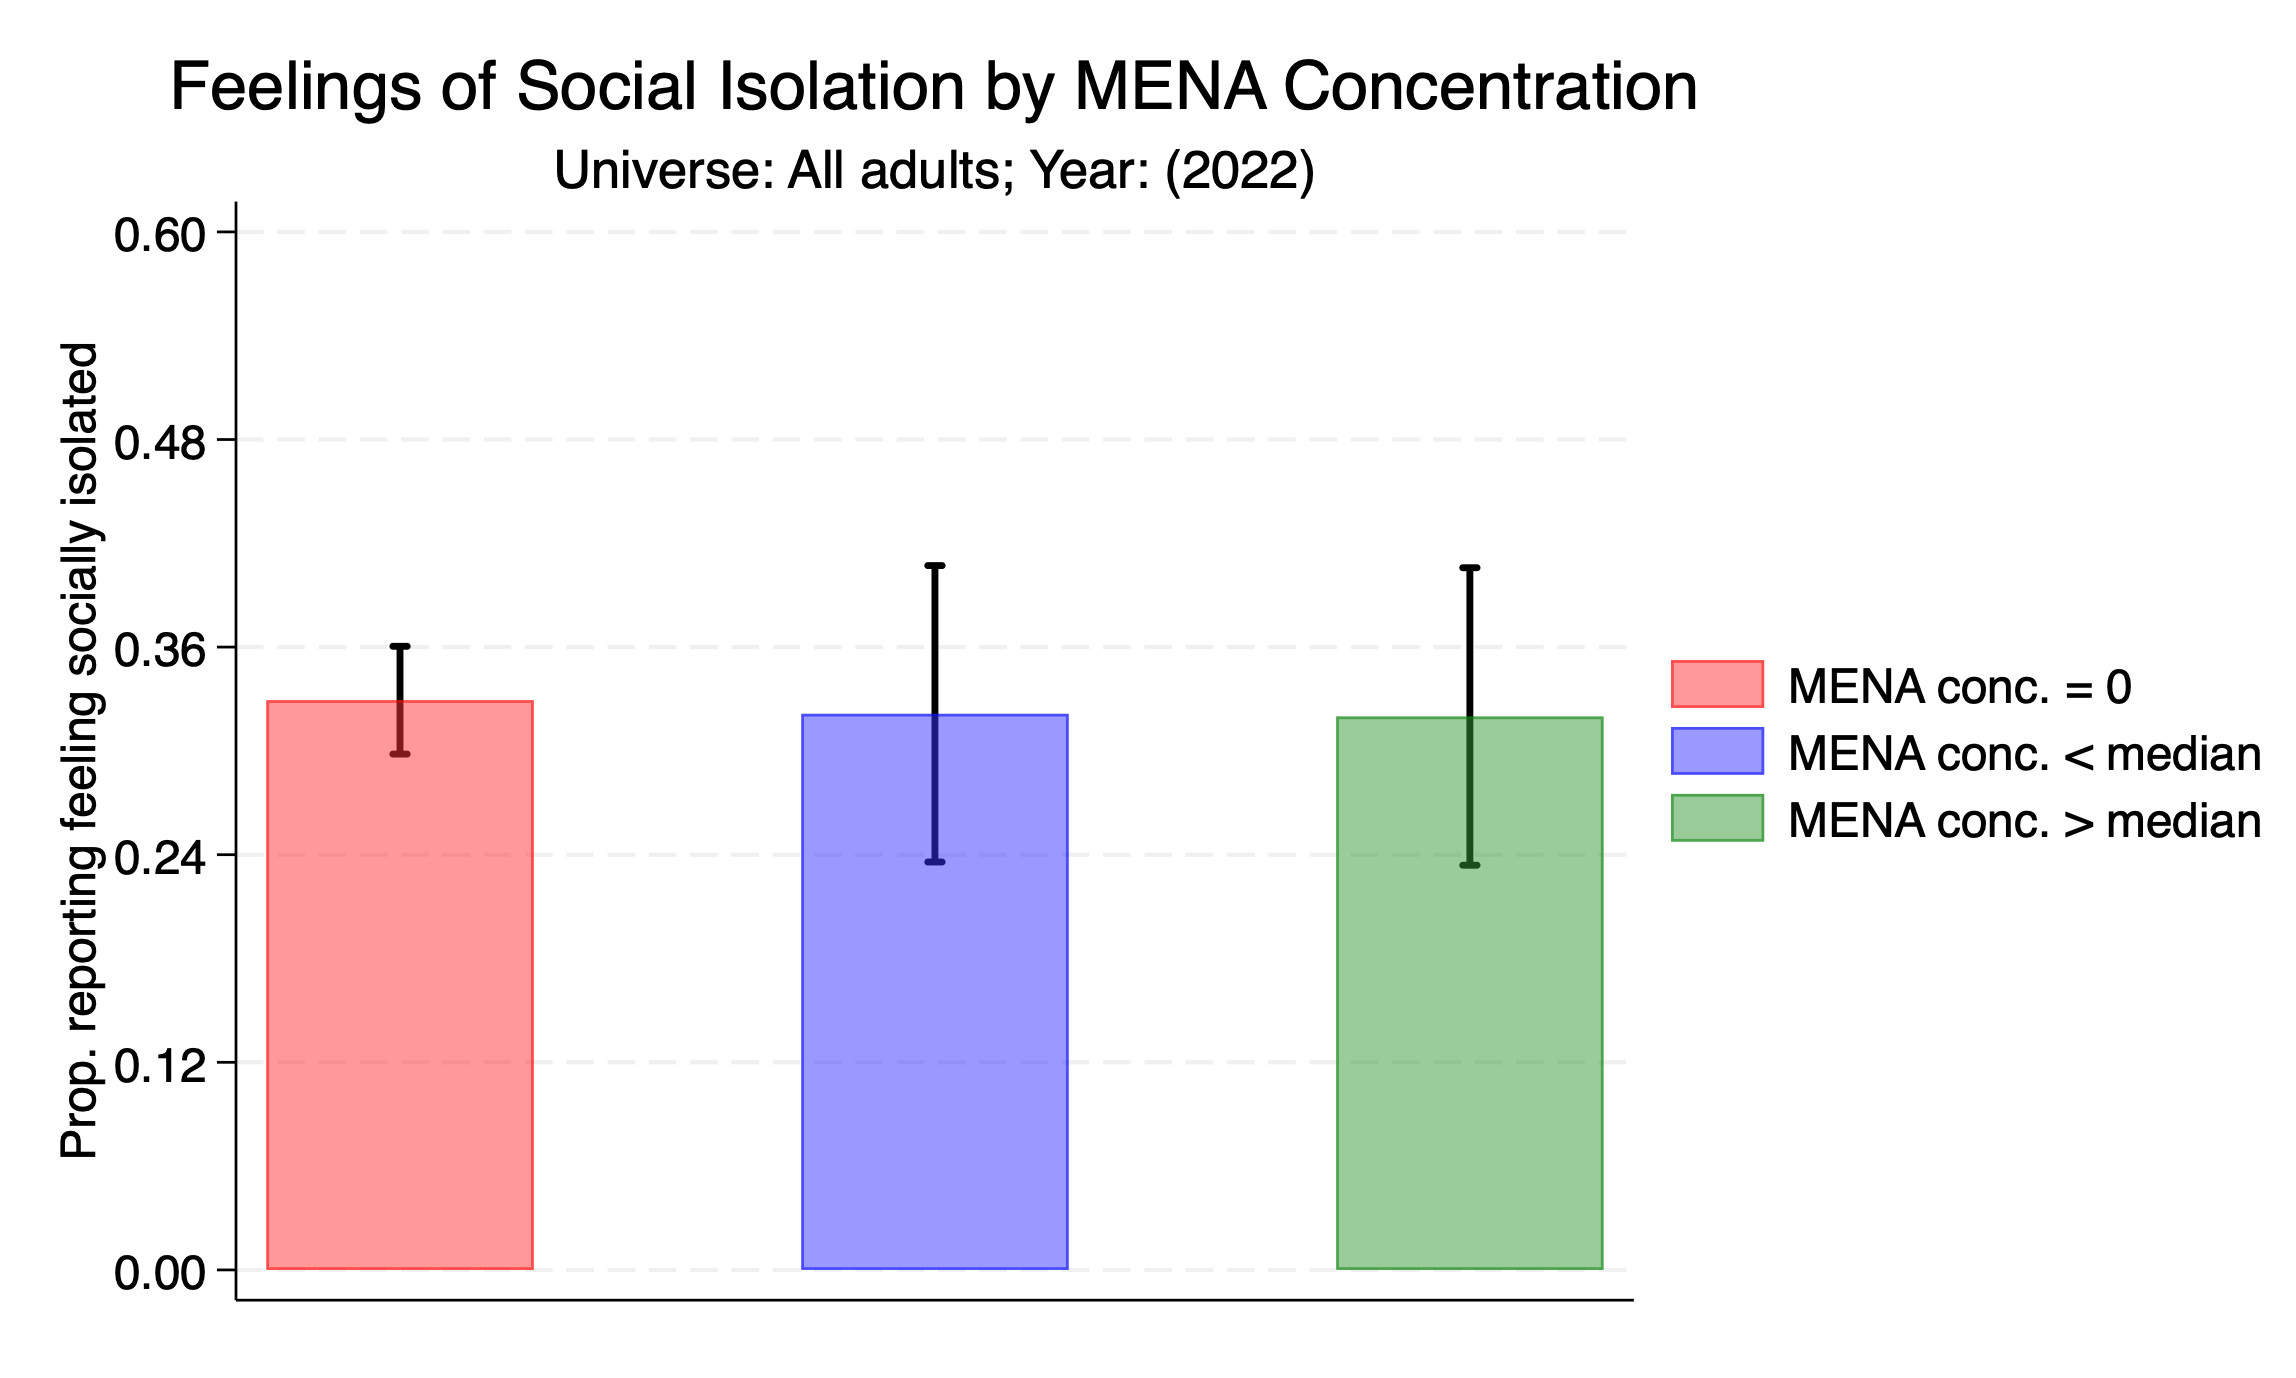 Feelings of Social Isolation by MENA Concentration
Universe: All adults; Year: (2022)
Prop. reporting feeling socially isolated
0.60
0.48
0.36
0.24
0.12
0.00
MENA conc. = 0
MENA conc. < median
MENA conc. > median